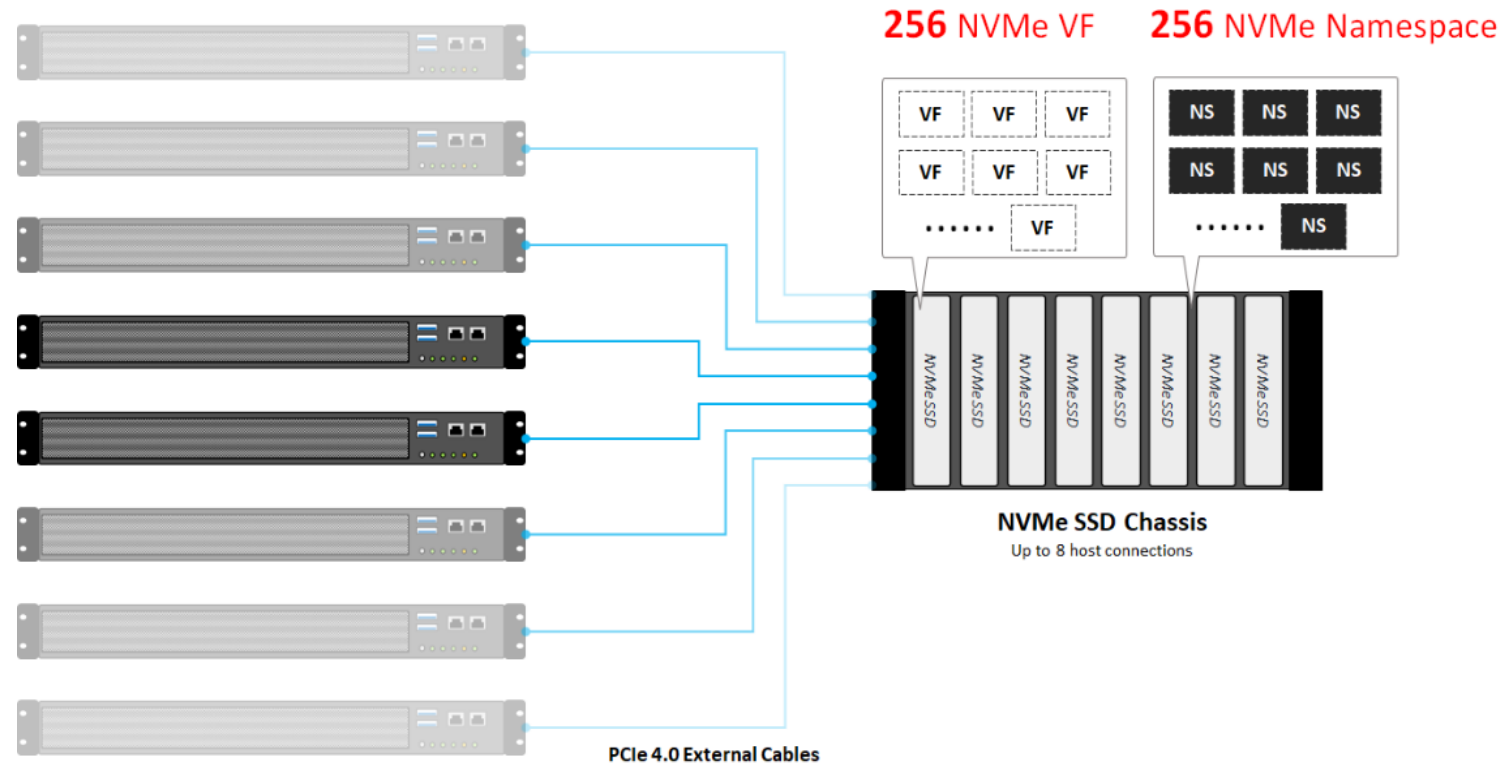 256 NVMe VF
256 NVMe Namespace
VF VF VF
VF VF VF
...... VF
NS NS NS
NS NS NS
...... NS
NVMe SSD
NVMe SSD
NVMe SSD
NVMe SSD
NVMe SSD
NVMe SSD
NVMe SSD
NVMe SSD
NVMe SSD Chassis
Up to 8 host connections
PCIe 4.0 External Cables